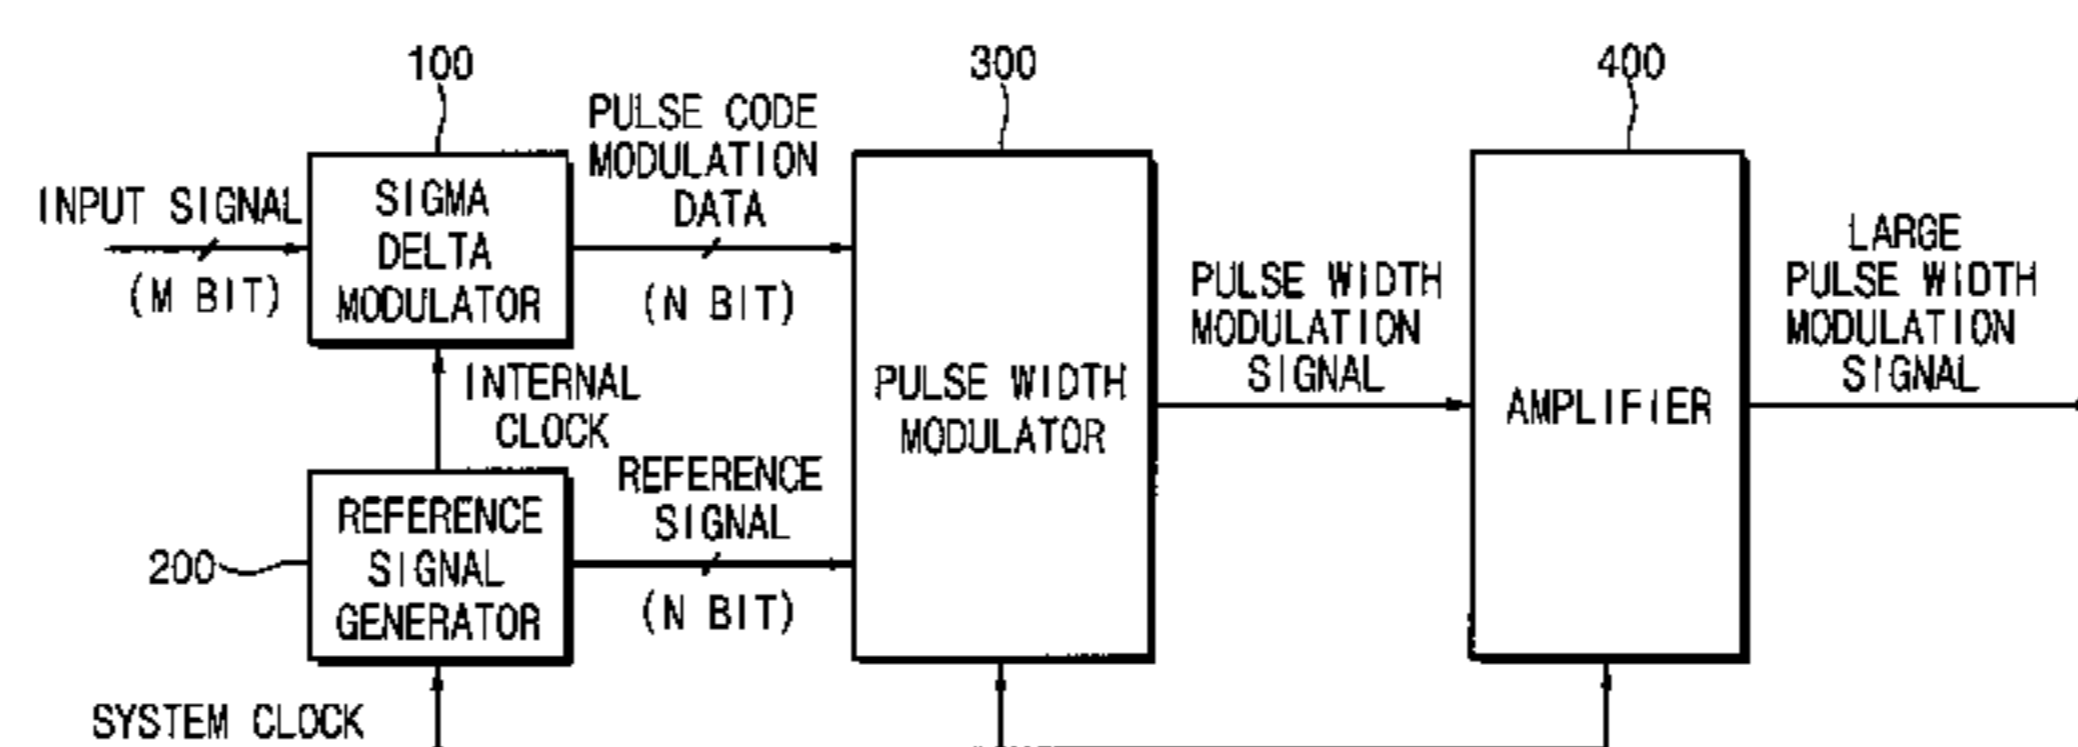 100
300
400
PULSE CODE
MODULATION
DATA
INPUT SIGNAL
(M BIT)
SIGMA
DELTA
MODULATOR
(N BIT)
INTERNAL
CLOCK
REFERENCE
SIGNAL
(N BIT)
200
REFERENCE
SIGNAL
GENERATOR
SYSTEM CLOCK
PULSE WIDTH
MODULATOR
PULSE WIDTH
MODULATION
SIGNAL
AMPLIFIER
LARGE
PULSE WIDTH
MODULATION
SIGNAL